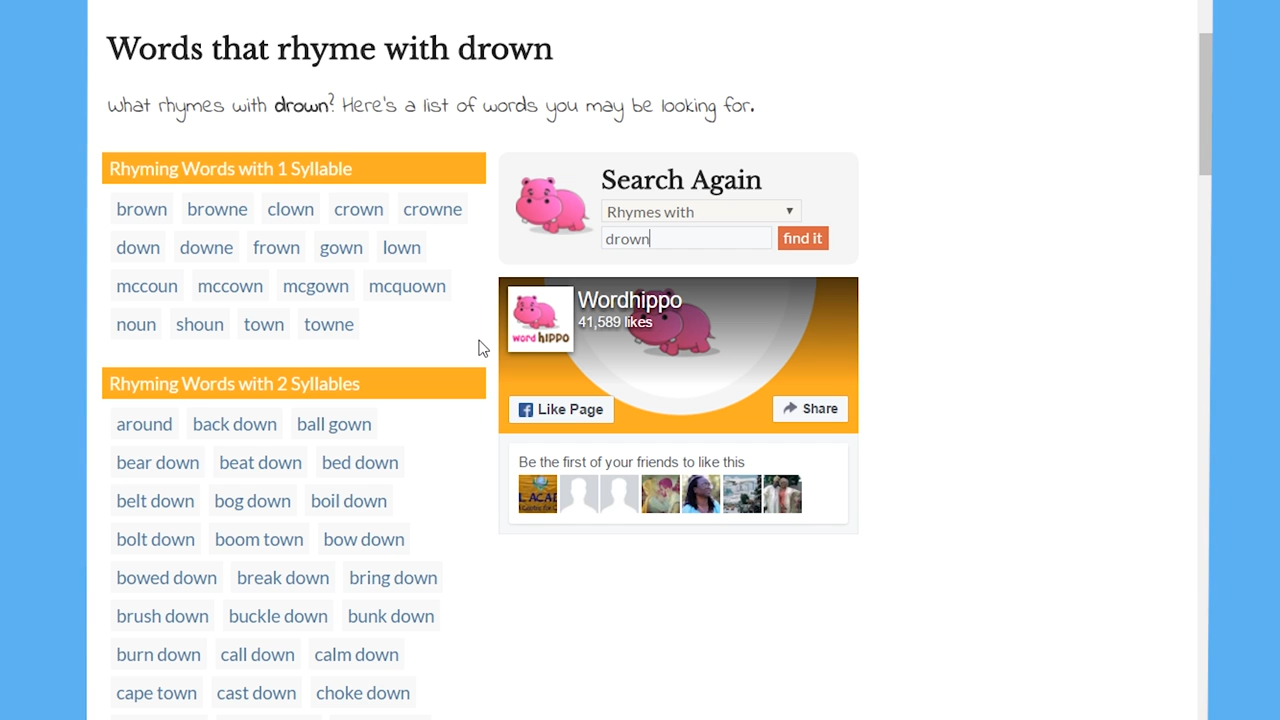 Words that rhyme with drown
What rhymes with drown? Here's a list of words you may be looking for.
Rhyming Words with 1 Syllable
brown browne clown crown crowne
down downe frown gown lown
mccoun mccown mcgown mcquown
noun shoun town towne
Rhyming Words with 2 Syllables
around back down ball gown
bear down beat down bed down
belt down bog down boil down
bolt down boom town bow down
bowed down break down bring down
brush down buckle down bunk down
burn down call down calm down
cape town cast down choke down
Search Again
Rhymes with
drown find it
Wordhippo
41,589 likes
word HIPPO
Like Page Share
Be the first of your friends to like this